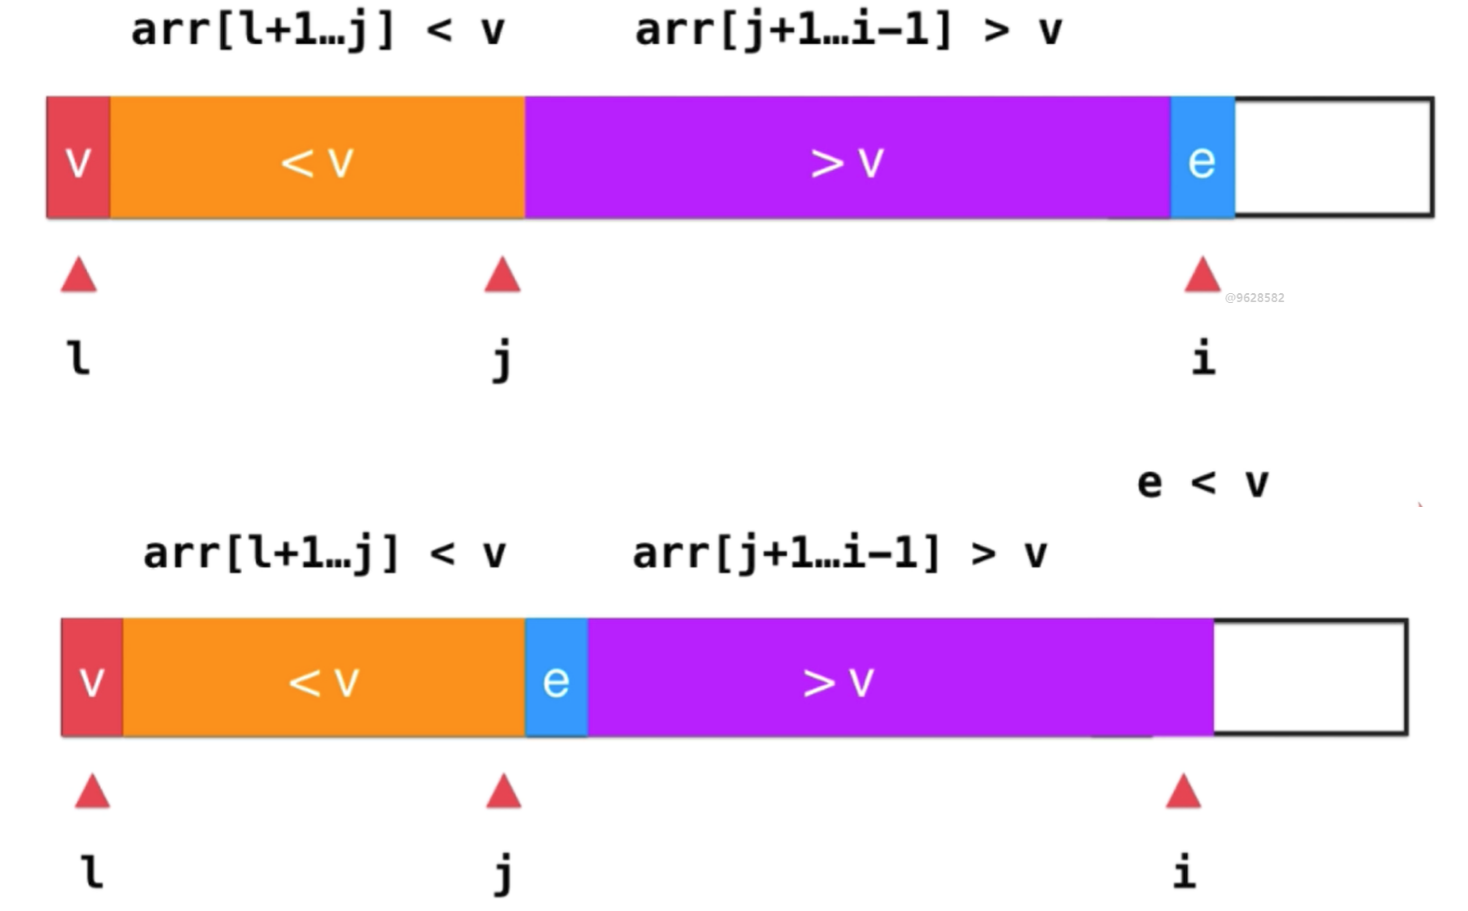 arr[l+1…j] < v arr[j+1…i−1] > v
v < v > v e
@9628582
l j i
e < v
arr[l+1…j] < v arr[j+1…i−1] > v
v < v e > v
l j i